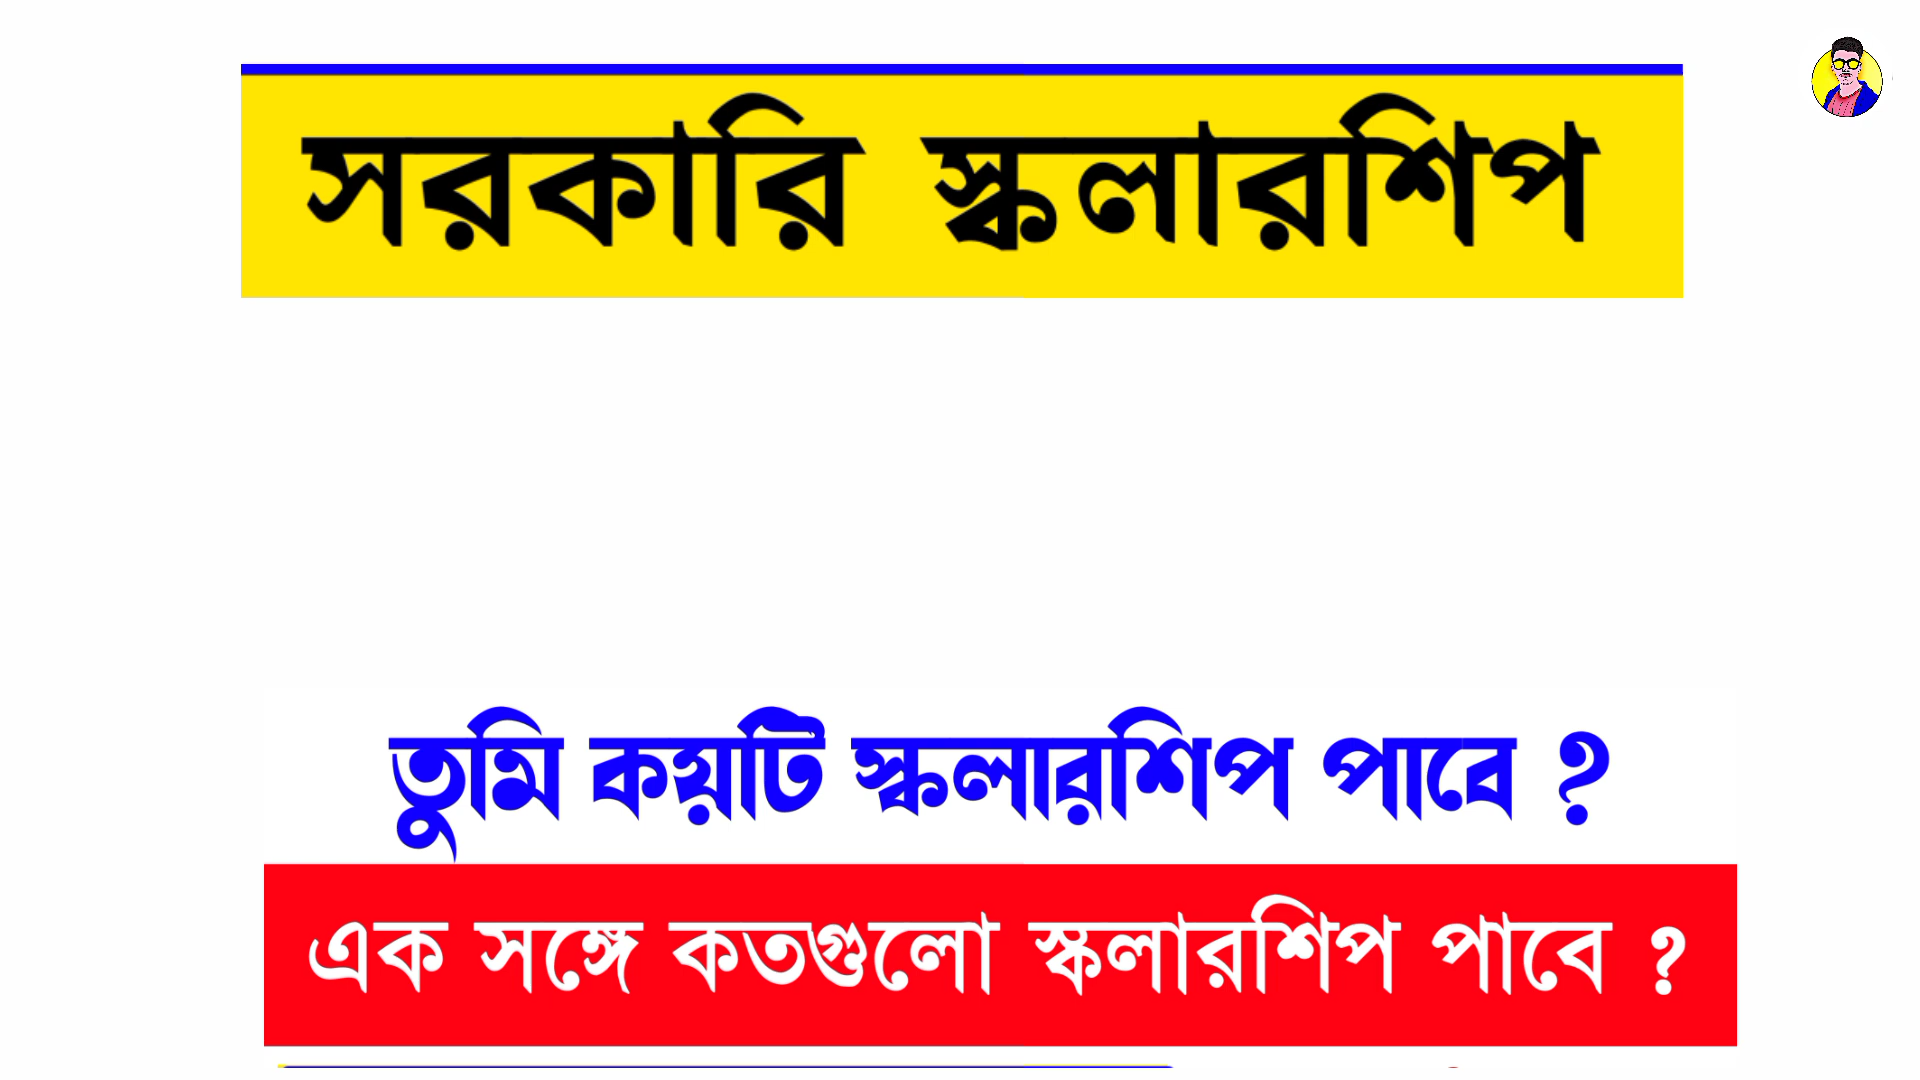 সরকারি স্কলারশিপ
তুমি কয়টি স্কলারশিপ পাবে ?
এক সঙ্গে কতগুলো স্কলারশিপ পাবে ?